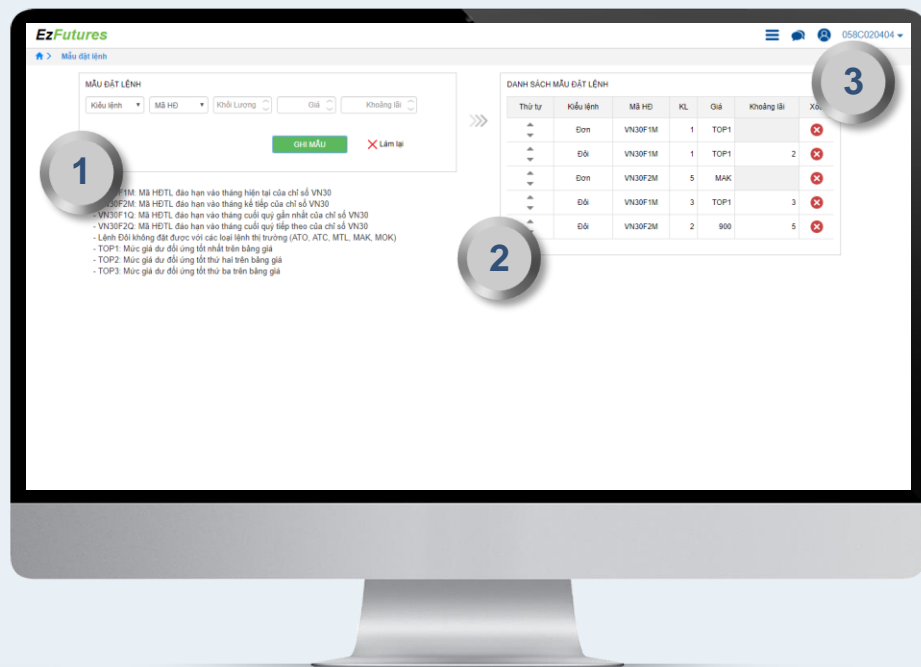 EzFutures
058C020404
Mẫu đặt lệnh
MẪU ĐẶT LỆNH
Kiểu lệnh Mã HĐ Khối Lượng Giá Khoảng lãi
GHI MẪU Làm lại
1
F1M: Mã HĐTL đáo hạn vào tháng hiện tại của chỉ số VN30
VN30F2M: Mã HĐTL đáo hạn vào tháng kế tiếp của chỉ số VN30
- VN30F1Q: Mã HĐTL đáo hạn vào tháng cuối quý gần nhất của chỉ số VN30
- VN30F2Q: Mã HĐTL đáo hạn vào tháng cuối quý tiếp theo của chỉ số VN30
- Lệnh Đôi không đặt được với các loại lệnh thị trường (ATO, ATC, MTL, MAK, MOK)
- TOP1: Mức giá dư đối ứng tốt nhất trên bảng giá
- TOP2: Mức giá dư đối ứng tốt thứ hai trên bảng giá
- TOP3: Mức giá dư đối ứng tốt thứ ba trên bảng giá
DANH SÁCH MẪU ĐẶT LỆNH
3
Thứ tự Kiểu lệnh Mã HĐ KL Giá Khoảng lãi
Đơn VN30F1M 1 TOP1
Đôi VN30F1M 1 TOP1 2
Đơn VN30F2M 5 MAK
Đôi VN30F1M 3 TOP1 3
Đôi VN30F2M 2 900 5
2